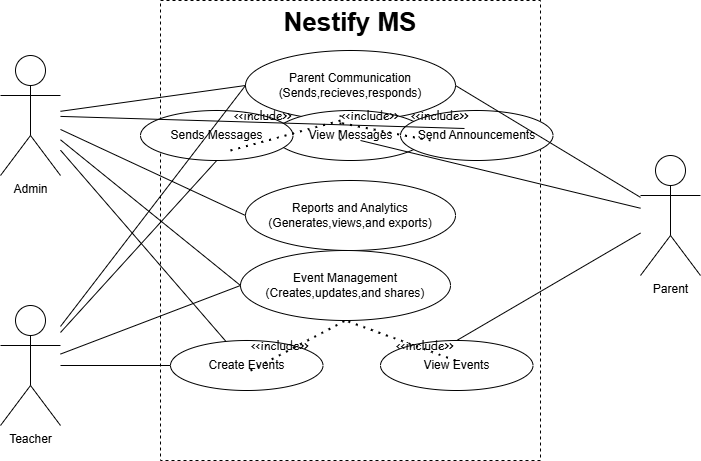 Nestify MS
Parent Communication
(Sends,recieves,responds)
<<include>>
<<include>>
<<include>>
Sends Messages
View Messages
Send Announcements
Admin
Reports and Analytics
(Generates,views,and exports)
Event Management
(Creates,updates,and shares)
Parent
<<include>>
<<include>>
Create Events
View Events
Teacher